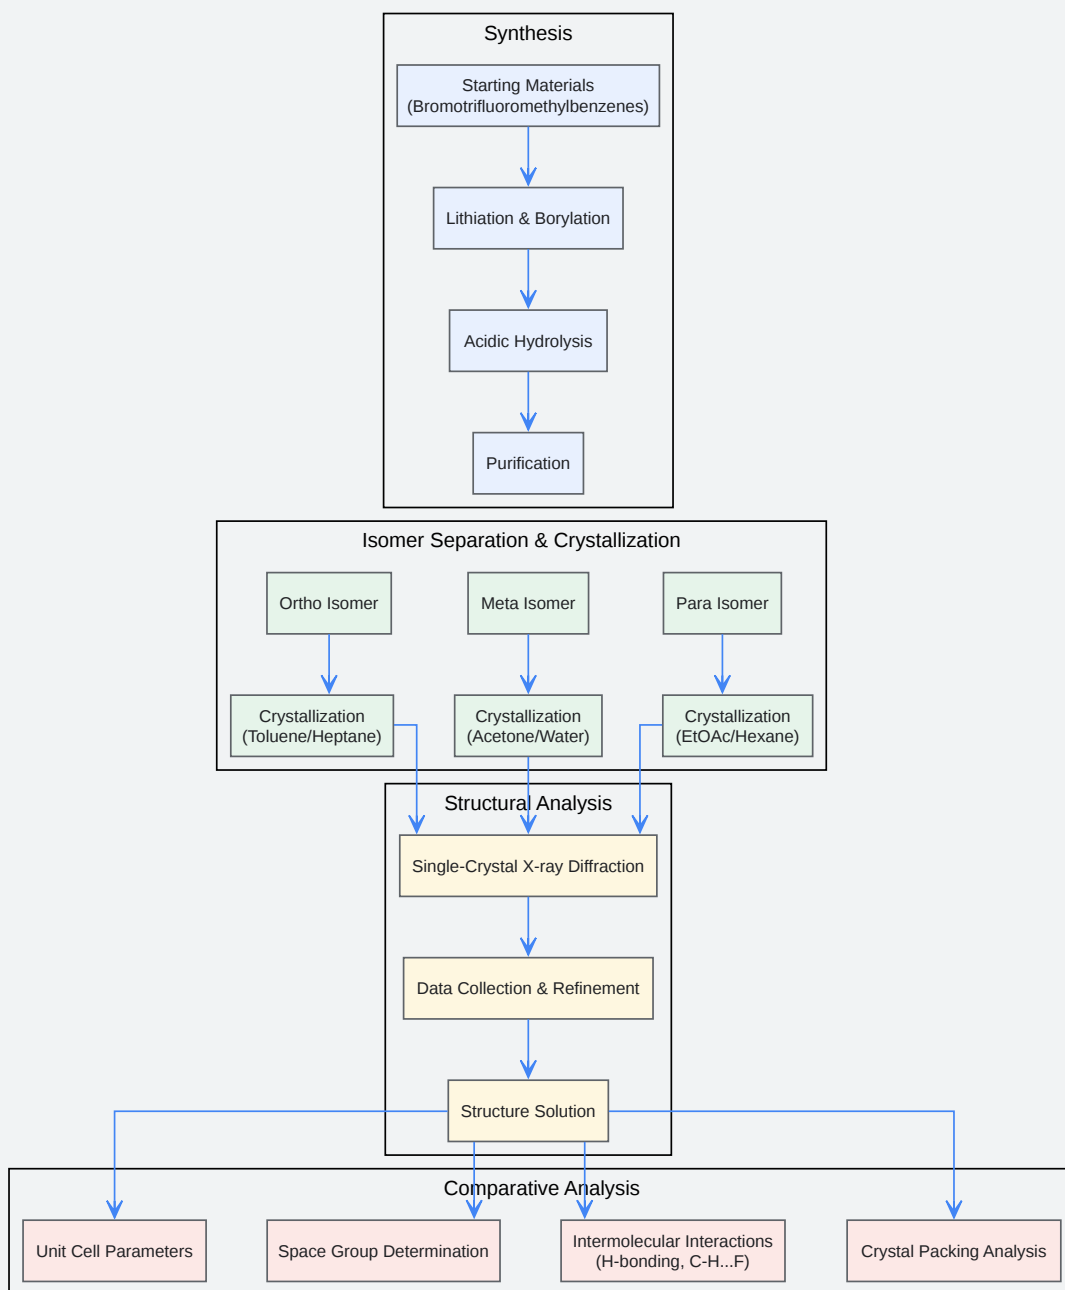 Synthesis
Starting Materials
(Bromotrifluoromethylbenzenes)
Lithiation & Borylation
Acidic Hydrolysis
Purification
Isomer Separation & Crystallization
Ortho Isomer
Meta Isomer
Para Isomer
Crystallization
(Toluene/Heptane)
Crystallization
(Acetone/Water)
Crystallization
(EtOAc/Hexane)
Structural Analysis
Single-Crystal X-ray Diffraction
Data Collection & Refinement
Structure Solution
Comparative Analysis
Unit Cell Parameters
Space Group Determination
Intermolecular Interactions
(H-bonding, C-H...F)
Crystal Packing Analysis